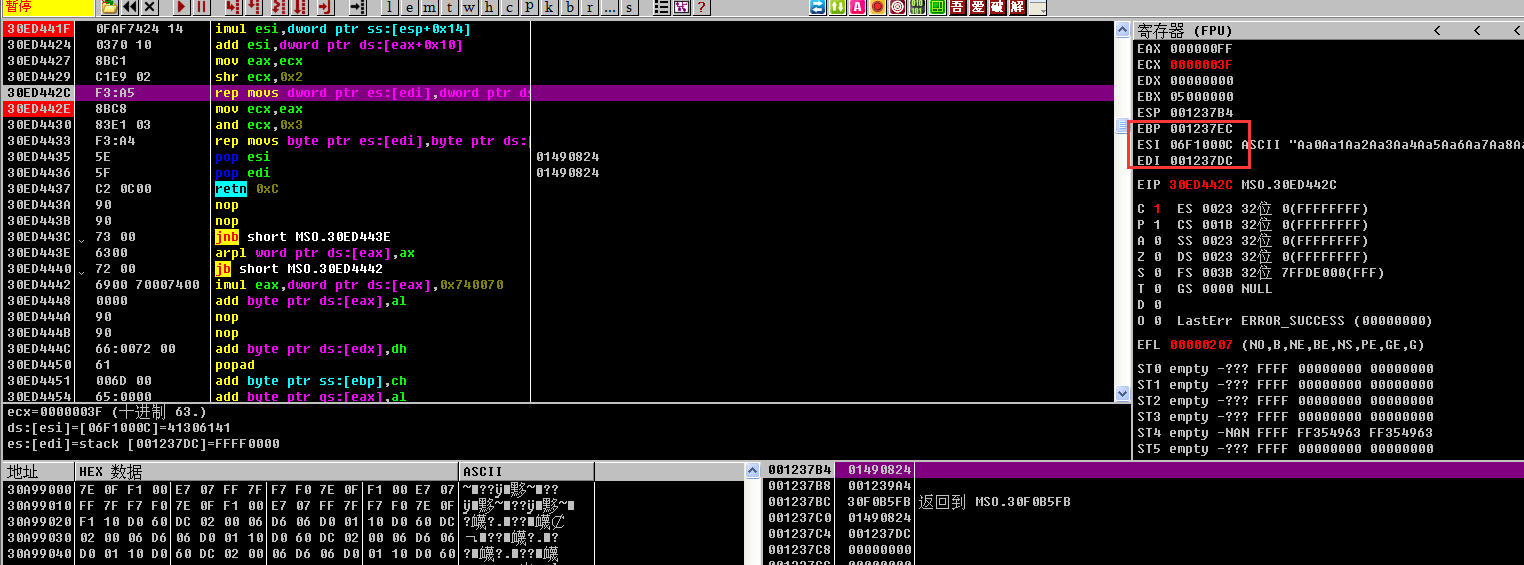 暂停
l e m t w h c p k b r ... s ?
吾 爱 破 解
30ED441F 0FAF7424 14 imul esi,dword ptr ss:[esp+0x14]
30ED4424 0370 10 add esi,dword ptr ds:[eax+0x10]
30ED4427 8BC1 mov eax,ecx
30ED4429 C1E9 02 shr ecx,0x2
30ED442C F3:A5 rep movs dword ptr es:[edi],dword ptr ds
30ED442E 8BC8 mov ecx,eax
30ED4430 83E1 03 and ecx,0x3
30ED4433 F3:A4 rep movs byte ptr es:[edi],byte ptr ds:
30ED4435 5E pop esi 01490824
30ED4436 5F pop edi 01490824
30ED4437 C2 0C00 retn 0xC
30ED443A 90 nop
30ED443B 90 nop
30ED443C 73 00 jnb short MSO.30ED443E
30ED443E 6300 arpl word ptr ds:[eax],ax
30ED4440 72 00 jb short MSO.30ED4442
30ED4442 6900 70007400 imul eax,dword ptr ds:[eax],0x740070
30ED4448 0000 add byte ptr ds:[eax],al
30ED444A 90 nop
30ED444B 90 nop
30ED444C 66:0072 00 add byte ptr ds:[edx],dh
30ED4450 61 popad
30ED4451 006D 00 add byte ptr ss:[ebp],ch
30ED4454 65:0000 add byte ptr gs:[eax],al
ecx=0000003F (十进制 63.)
ds:[esi]=[06F1000C]=41306141
es:[edi]=stack [001237DC]=FFFF0000
寄存器 (FPU) < < <
EAX 000000FF
ECX 0000003F
EDX 00000000
EBX 05000000
ESP 001237B4
EBP 001237EC
ESI 06F1000C ASCII "Aa0Aa1Aa2Aa3Aa4Aa5Aa6Aa7Aa8Aa
EDI 001237DC
EIP 30ED442C MSO.30ED442C
C 1 ES 0023 32位 0(FFFFFFFF)
P 1 CS 001B 32位 0(FFFFFFFF)
A 0 SS 0023 32位 0(FFFFFFFF)
Z 0 DS 0023 32位 0(FFFFFFFF)
S 0 FS 003B 32位 7FFDE000(FFF)
T 0 GS 0000 NULL
D 0
O 0 LastErr ERROR_SUCCESS (00000000)
EFL 00000207 (NO,B,NE,BE,NS,PE,GE,G)
ST0 empty -??? FFFF 00000000 00000000
ST1 empty -??? FFFF 00000000 00000000
ST2 empty -??? FFFF 00000000 00000000
ST3 empty -??? FFFF 00000000 00000000
ST4 empty -NAN FFFF FF354963 FF354963
ST5 empty -??? FFFF 00000000 00000000
地址 HEX 数据 ASCII
30A99000 7E 0F F1 00 E7 07 FF 7F F7 F0 7E 0F F1 00 E7 07
30A99010 FF 7F F7 F0 7E 0F F1 00 E7 07 FF 7F F7 F0 7E 0F
30A99020 F1 10 D0 60 DC 02 00 06 D6 06 D0 01 10 D0 60 DC
30A99030 02 00 06 D6 06 D0 01 10 D0 60 DC 02 00 06 D6 06
30A99040 D0 01 10 D0 60 DC 02 00 06 D6 06 D0 01 10 D0 60
001237B4 01490824
001237B8 001239A4
001237BC 30F0B5FB 返回到 MSO.30F0B5FB
001237C0 01490824
001237C4 001237DC
001237C8 00000000